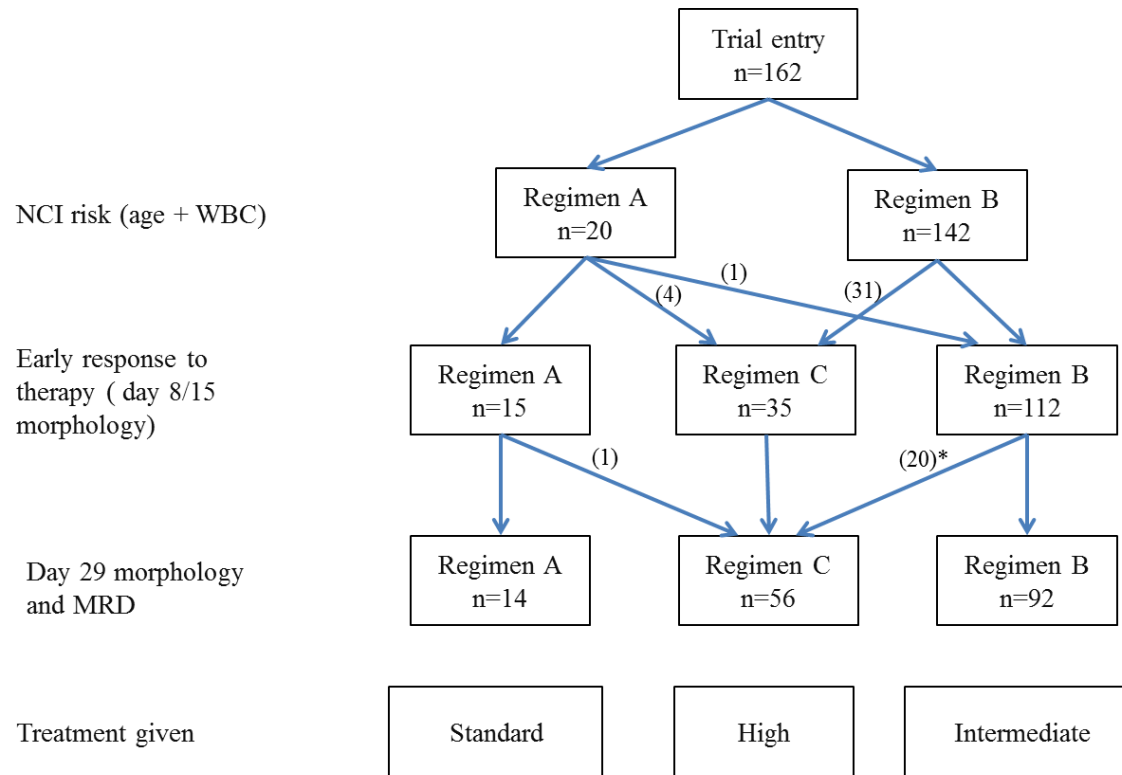 Trial entry
n=162
NCI risk (age + WBC)
Regimen A
n=20
Regimen B
n=142
(1)
(4)
(31)
Early response to
therapy ( day 8/15
morphology)
Regimen A
n=15
Regimen C
n=35
Regimen B
n=112
(1)
(20)*
Day 29 morphology
and MRD
Regimen A
n=14
Regimen C
n=56
Regimen B
n=92
Treatment given
Standard
High
Intermediate